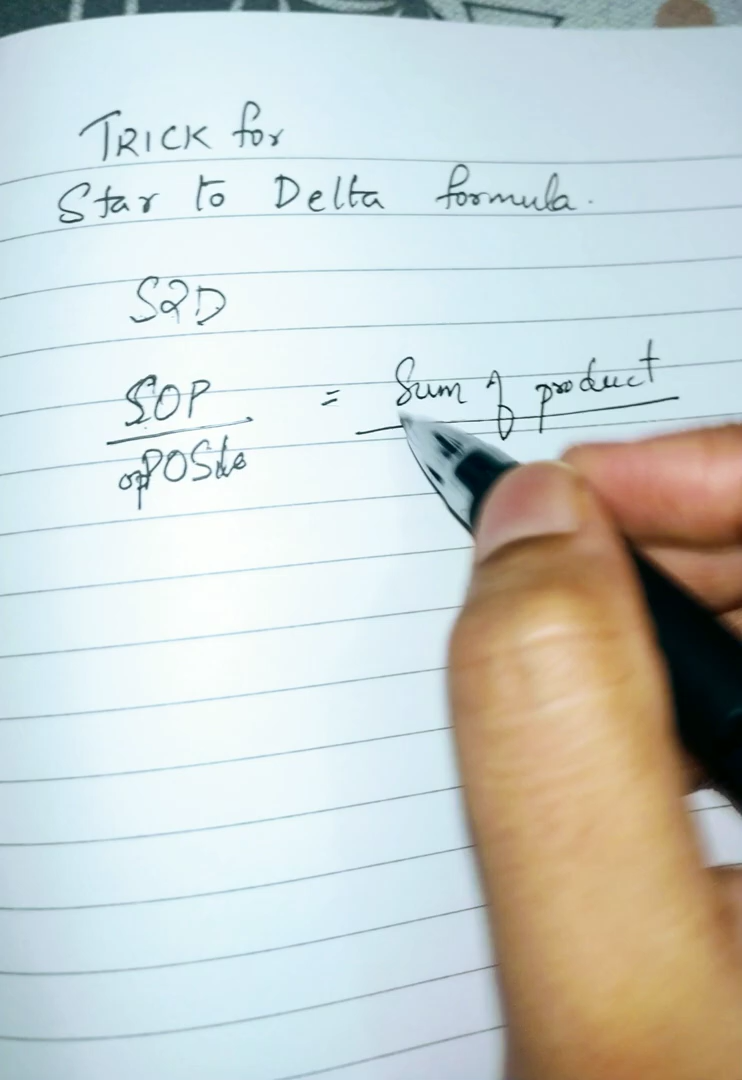 TRICK for
Star to Delta formula.
S2D
SOP = Sum of product
opPOSite